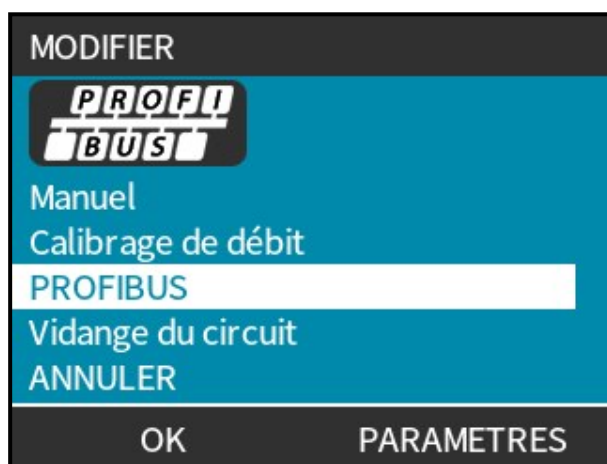 MODIFIER
PROFI
BUS
Manuel
Calibrage de débit
PROFIBUS
Vidange du circuit
ANNULER
OK PARAMETRES